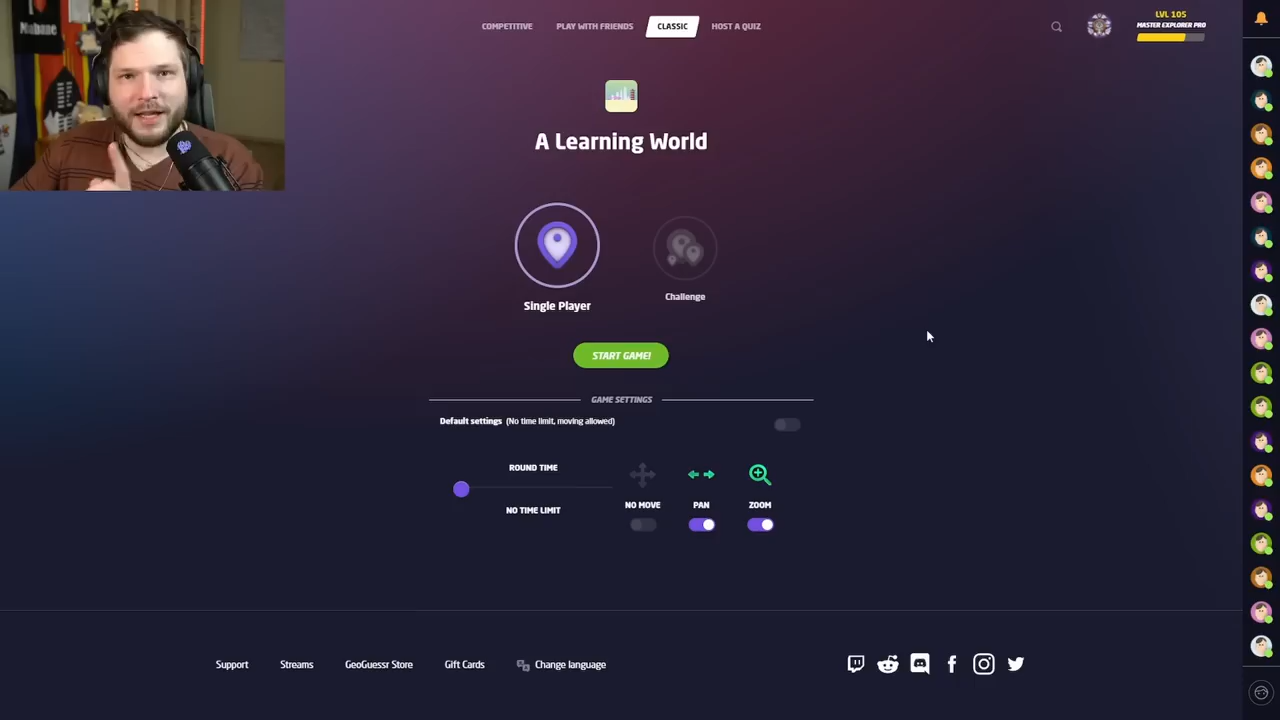 Mubane
COMPETITIVE
PLAY WITH FRIENDS
CLASSIC
HOST A QUIZ
LVL 105
MASTER EXPLORER PRO
A Learning World
Single Player
Challenge
START GAME!
GAME SETTINGS
Default settings (No time limit, moving allowed)
ROUND TIME
NO TIME LIMIT
NO MOVE
PAN
ZOOM
Support
Streams
GeoGuessr Store
Gift Cards
Change language